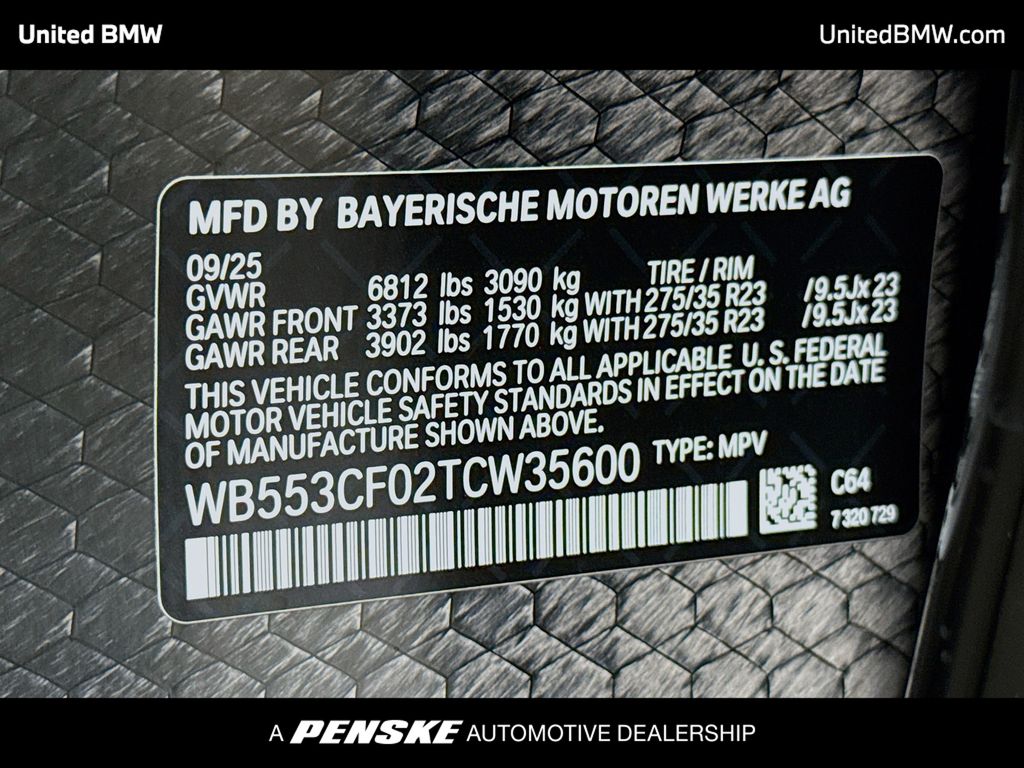 United BMW
UnitedBMW.com
MFD BY BAYERISCHE MOTOREN WERKE AG
09/25
TIRE / RIM
GVWR 6812 lbs 3090 kg
GAWR FRONT 3373 lbs 1530 kg WITH 275/35 R23 /9.5Jx23
GAWR REAR 3902 lbs 1770 kg WITH 275/35 R23 /9.5Jx23
THIS VEHICLE CONFORMS TO ALL APPLICABLE U. S. FEDERAL
MOTOR VEHICLE SAFETY STANDARDS IN EFFECT ON THE DATE
OF MANUFACTURE SHOWN ABOVE.
WB553CF02TCW35600 TYPE: MPV
C64
7 320 729
A PENSKE AUTOMOTIVE DEALERSHIP